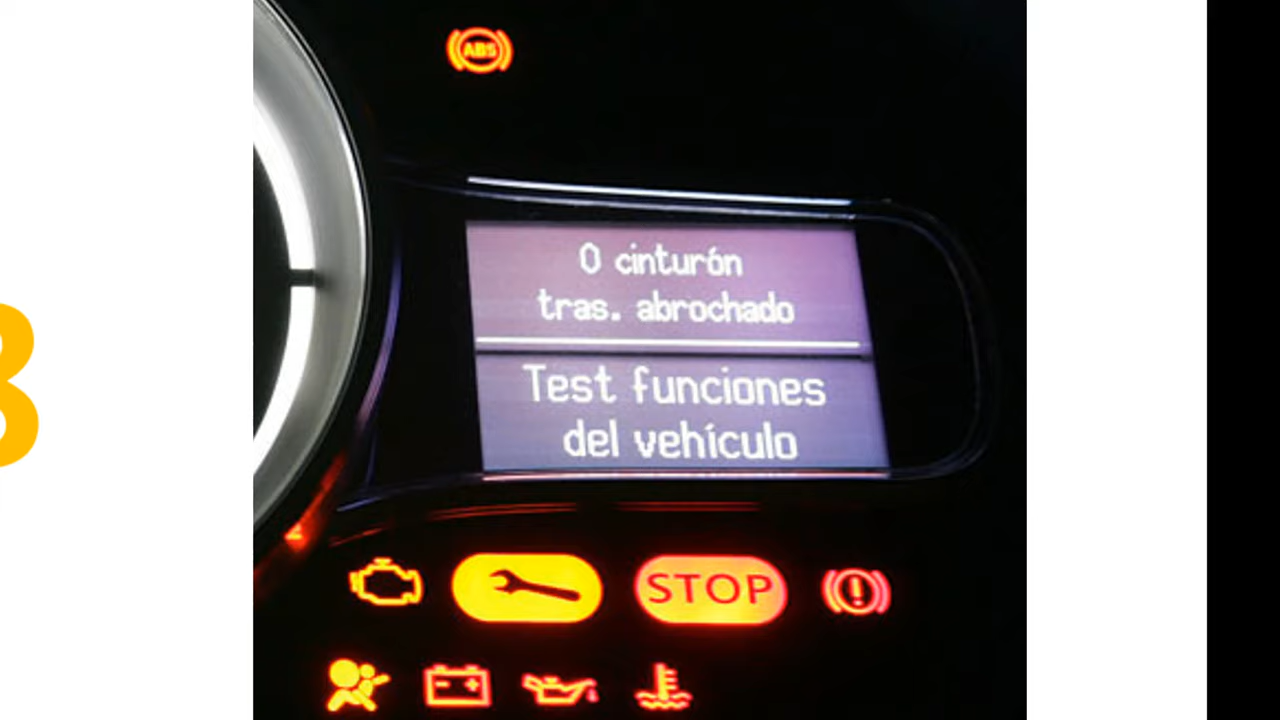 ABS
0 cinturón
tras. abrochado
Test funciones
del vehículo
STOP